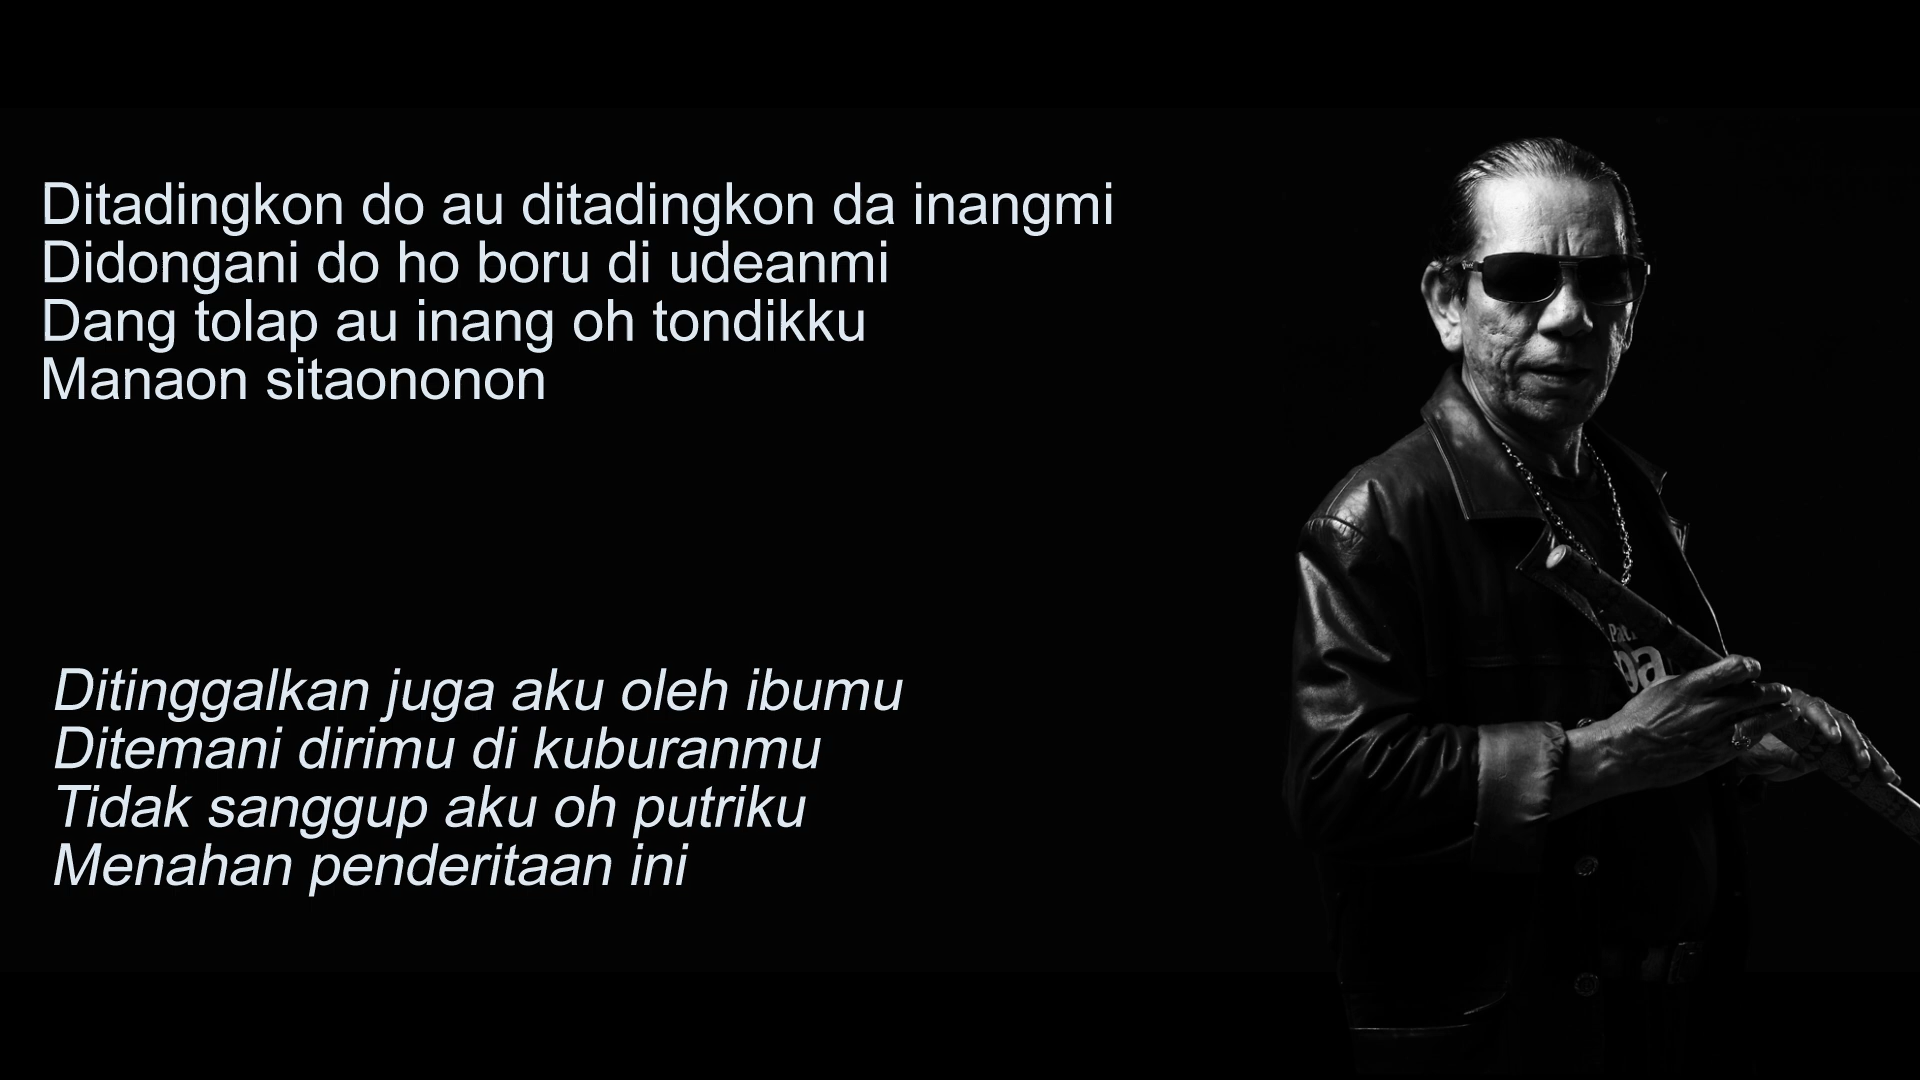 Ditadingkon do au ditadingkon da inangmi
Didongani do ho boru di udeanmi
Dang tolap au inang oh tondikku
Manaon sitaononon
Ditinggalkan juga aku oleh ibumu
Ditemani dirimu di kuburanmu
Tidak sanggup aku oh putriku
Menahan penderitaan ini